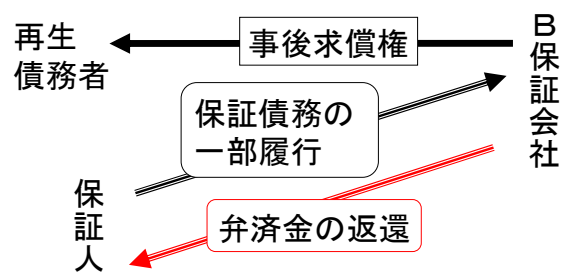 再生
債務者
事後求償権
B保証会社
保証債務の
一部履行
保証人
弁済金の返還